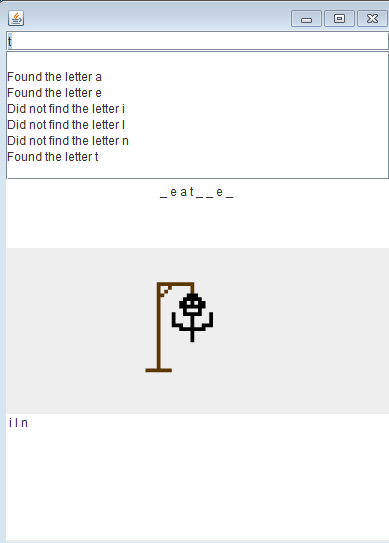 t
Found the letter a
Found the letter e
Did not find the letter i
Did not find the letter l
Did not find the letter n
Found the letter t
_ e a t _ _ e _
i l n